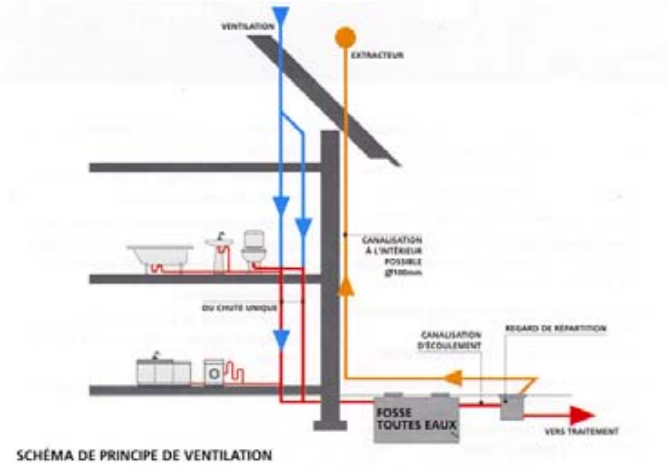 VENTILATION
EXTRACTEUR
CANALISATION
À L'INTÉRIEUR
POSSIBLE
Ø100mm
OU CHUTE UNIQUE
CANALISATION
D'ÉCOULEMENT
REGARD DE RÉPARTITION
FOSSE
TOUTES EAUX
VERS TRAITEMENT
SCHÉMA DE PRINCIPE DE VENTILATION